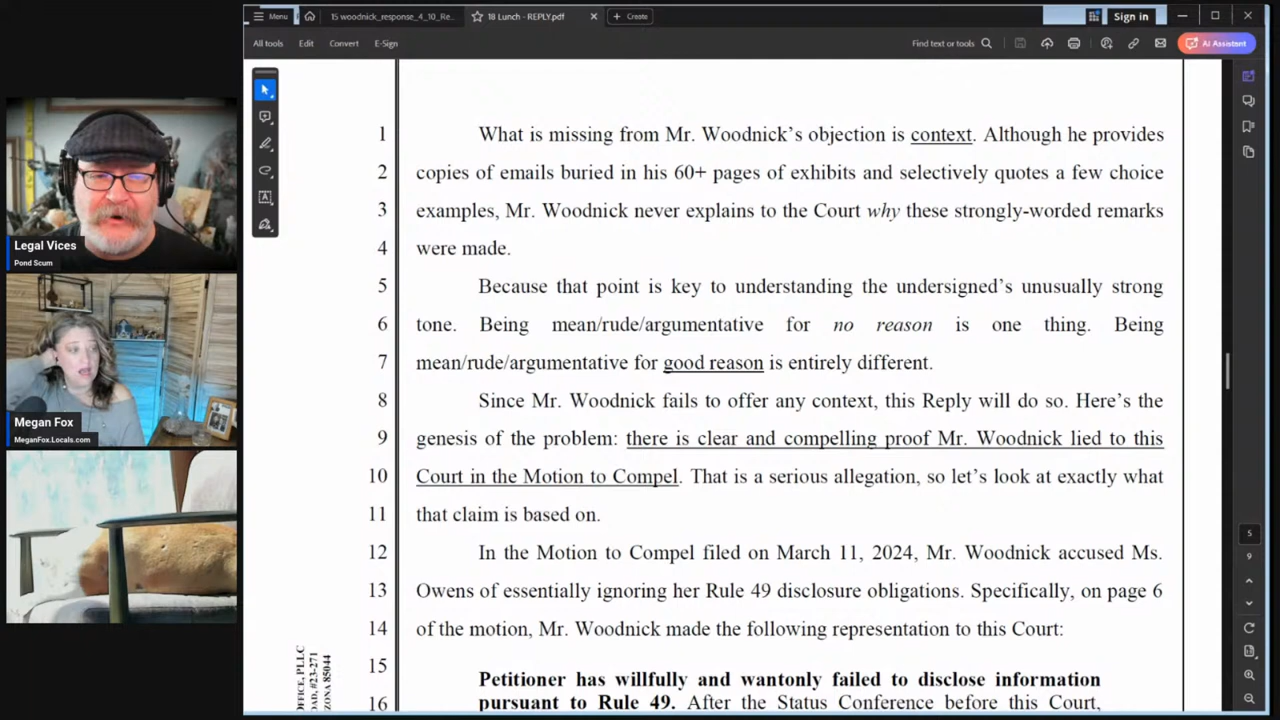 Menu
15 woodnick_response_4_10_Re...
18 Lunch - REPLY.pdf
Create
Sign in
All tools
Edit
Convert
E-Sign
Find text or tools
AI Assistant
1 What is missing from Mr. Woodnick's objection is context. Although he provides
2 copies of emails buried in his 60+ pages of exhibits and selectively quotes a few choice
3 examples, Mr. Woodnick never explains to the Court why these strongly-worded remarks
4 were made.
5 Because that point is key to understanding the undersigned's unusually strong
6 tone. Being mean/rude/argumentative for no reason is one thing. Being
7 mean/rude/argumentative for good reason is entirely different.
8 Since Mr. Woodnick fails to offer any context, this Reply will do so. Here's the
9 genesis of the problem: there is clear and compelling proof Mr. Woodnick lied to this
10 Court in the Motion to Compel. That is a serious allegation, so let's look at exactly what
11 that claim is based on.
12 In the Motion to Compel filed on March 11, 2024, Mr. Woodnick accused Ms.
13 Owens of essentially ignoring her Rule 49 disclosure obligations. Specifically, on page 6
14 of the motion, Mr. Woodnick made the following representation to this Court:
15 Petitioner has willfully and wantonly failed to disclose information
16 pursuant to Rule 49. After the Status Conference before this Court,
OFFICE, PLLC
OAD, #23-271
ZONA 85044
5
9
Legal Vices
Pond Scum
Megan Fox
MeganFox.Locals.com